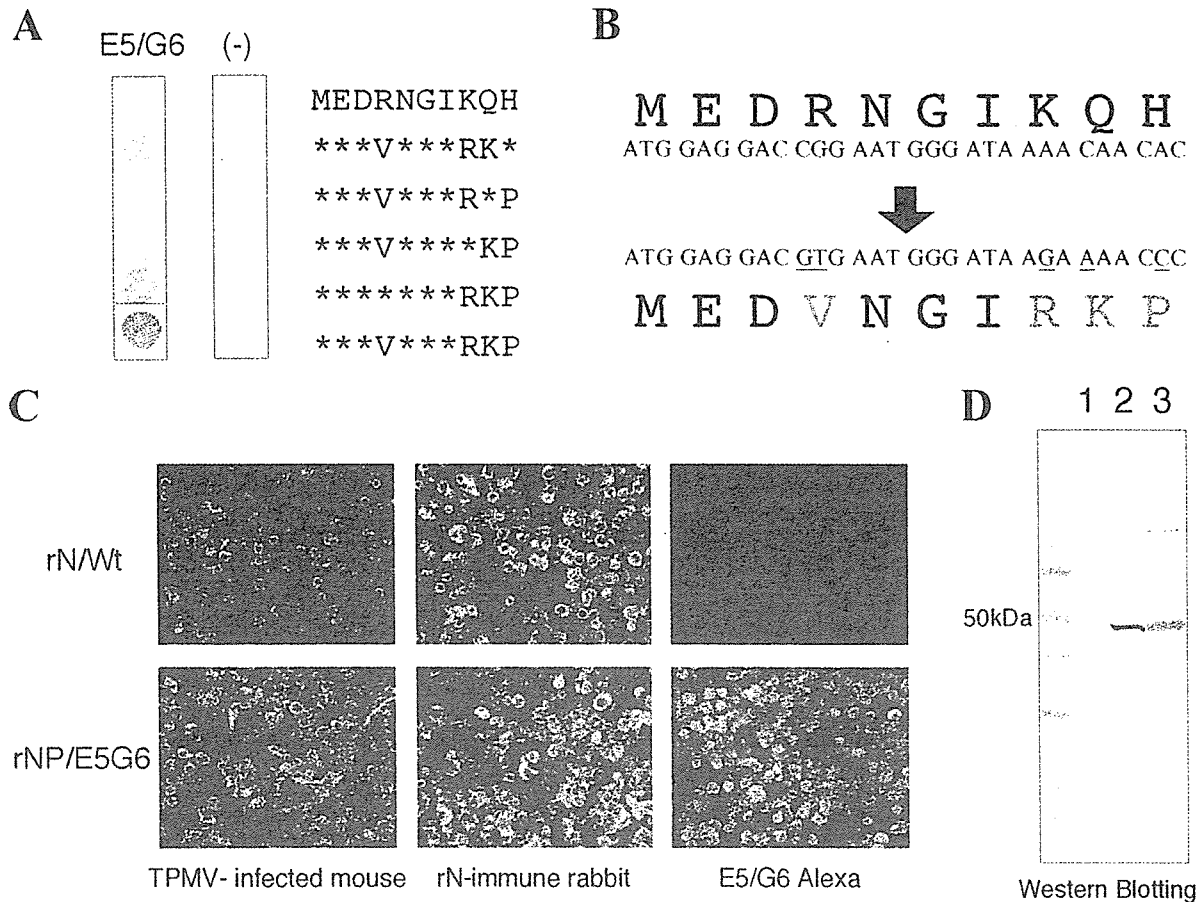 A
E5/G6 (-)
MEDRNGIKQH
***V***RK*
***V***R*P
***V****KP
*******RKP
***V***RKP
B
M E D R N G I K Q H
ATG GAG GAC CGG AAT GGG ATA AAA CAA CAC
ATG GAG GAC GTG AAT GGG ATA AGA AAA CCC
M E D V N G I R K P
C
rN/Wt
rNP/E5G6
TPMV- infected mouse rN-immune rabbit E5/G6 Alexa
D
1 2 3
50kDa
Western Blotting